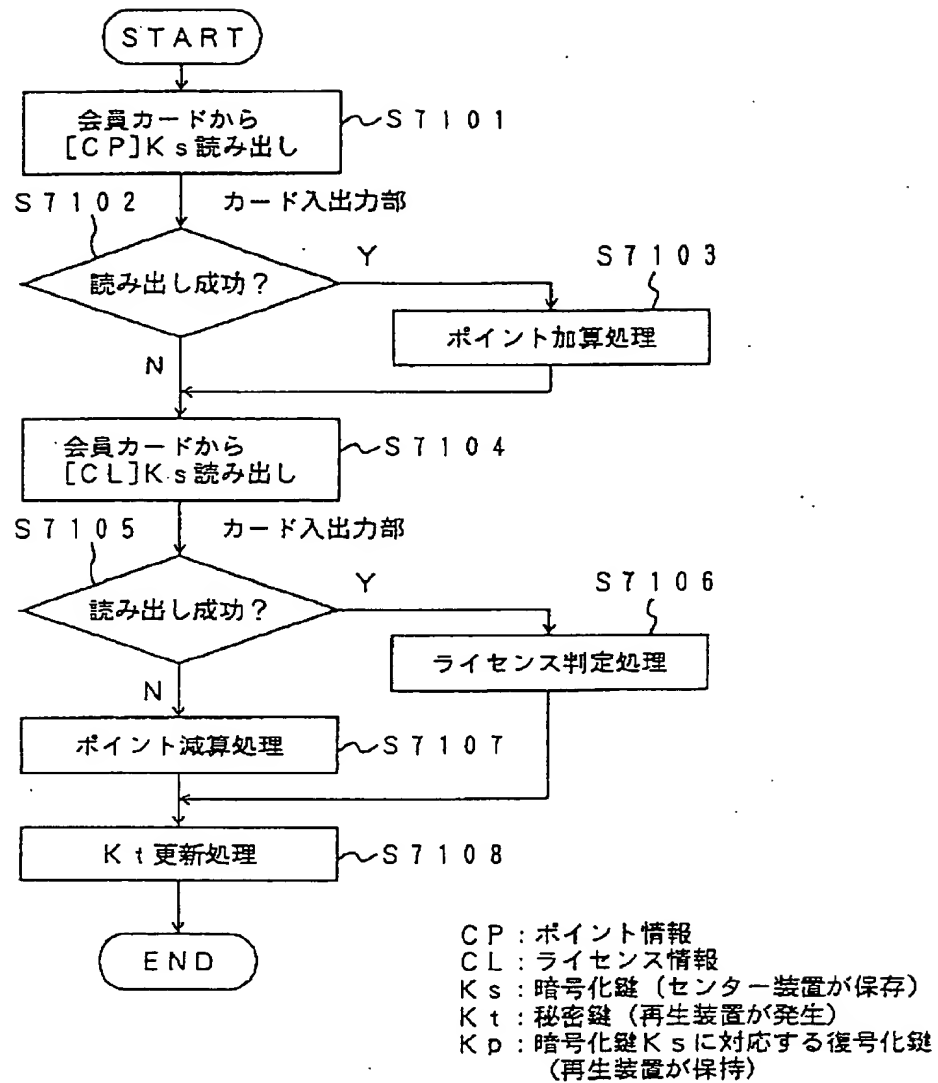 START
会員カードから
[CP]Ks読み出し
S7101
S7102
カード入出力部
読み出し成功？
Y
S7103
ポイント加算処理
N
会員カードから
[CL]Ks読み出し
S7104
S7105
カード入出力部
読み出し成功？
Y
S7106
ライセンス判定処理
N
ポイント減算処理
S7107
Kt更新処理
S7108
END
CP：ポイント情報
CL：ライセンス情報
Ks：暗号化鍵（センター装置が保存）
Kt：秘密鍵（再生装置が発生）
Kp：暗号化鍵Ksに対応する復号化鍵
（再生装置が保持）